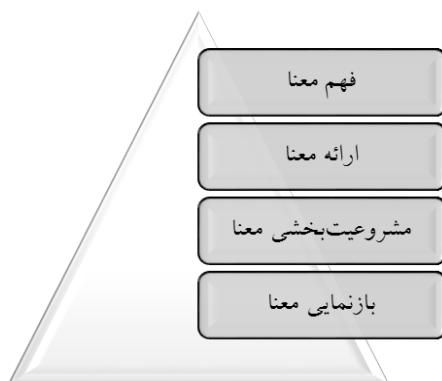 فهم معنا
ارائه معنا
مشروعیت‌بخشی معنا
بازنمایی معنا